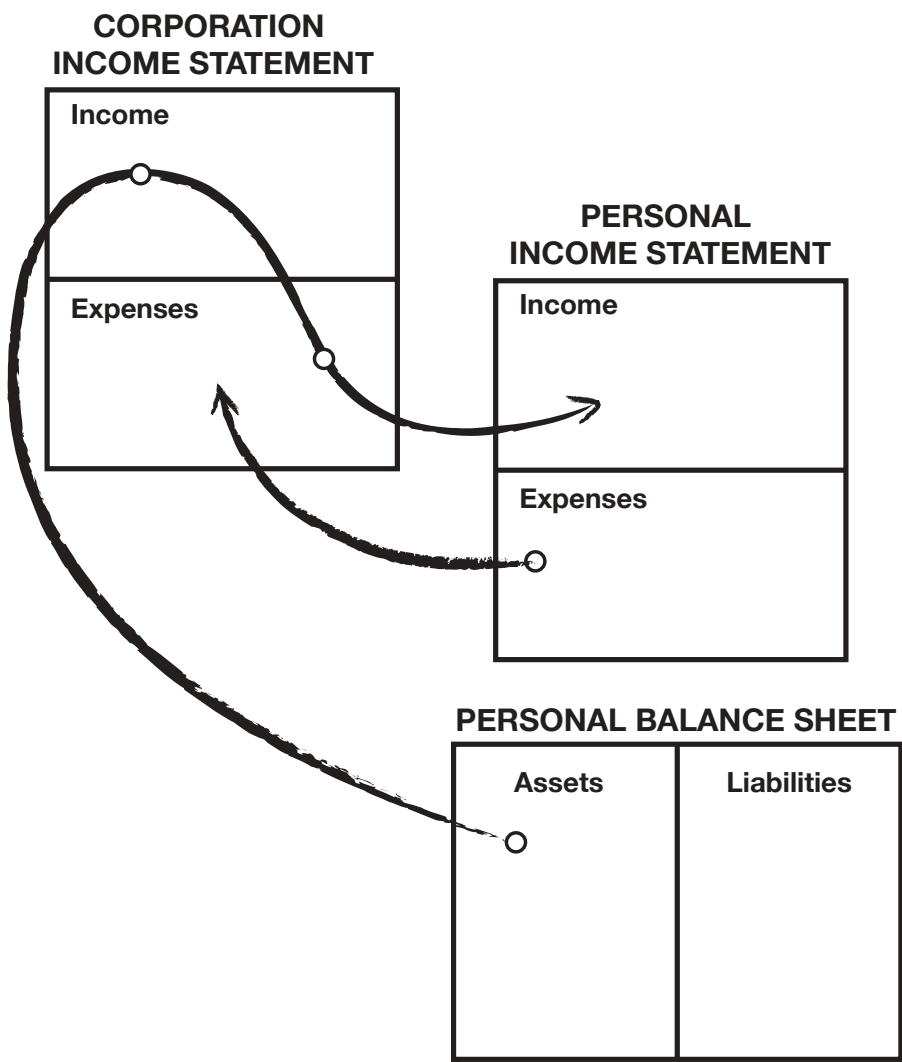 CORPORATION
INCOME STATEMENT
Income
Expenses
PERSONAL
INCOME STATEMENT
Income
Expenses
PERSONAL BALANCE SHEET
Assets
Liabilities